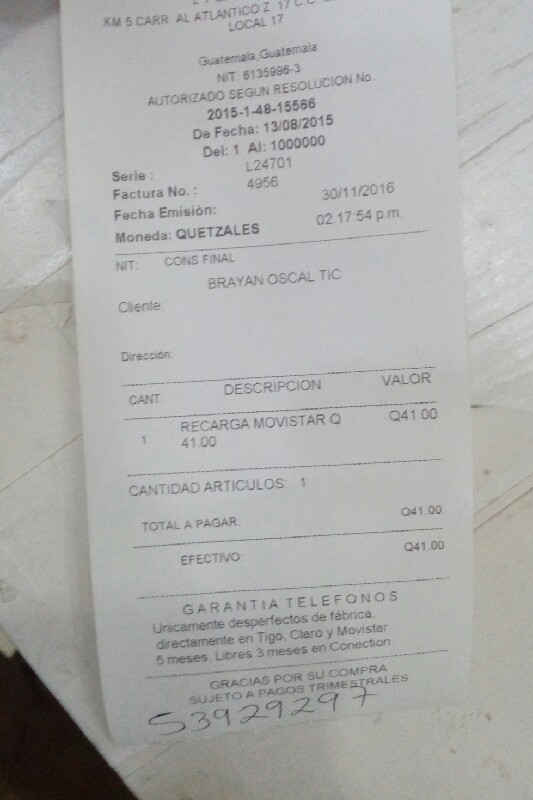 KM 5 CARR. AL ATLANTICO Z. 17 C.C.
LOCAL 17
Guatemala, Guatemala
NIT: 6135986-3
AUTORIZADO SEGUN RESOLUCION No.
2015-1-48-15566
De Fecha: 13/08/2015
Del: 1 Al: 1000000
Serie : L24701
Factura No. : 4956
Fecha Emisión: 30/11/2016
Moneda: QUETZALES 02:17:54 p.m.
NIT: CONS FINAL
BRAYAN OSCAL TIC
Cliente:
Dirección:
CANT. DESCRIPCION VALOR
1 RECARGA MOVISTAR Q Q41.00
41.00
CANTIDAD ARTICULOS: 1
TOTAL A PAGAR: Q41.00
EFECTIVO Q41.00
GARANTIA TELEFONOS
Unicamente desperfectos de fábrica,
directamente en Tigo, Claro y Movistar
6 meses. Libres 3 meses en Conection
GRACIAS POR SU COMPRA
SUJETO A PAGOS TRIMESTRALES
53929297